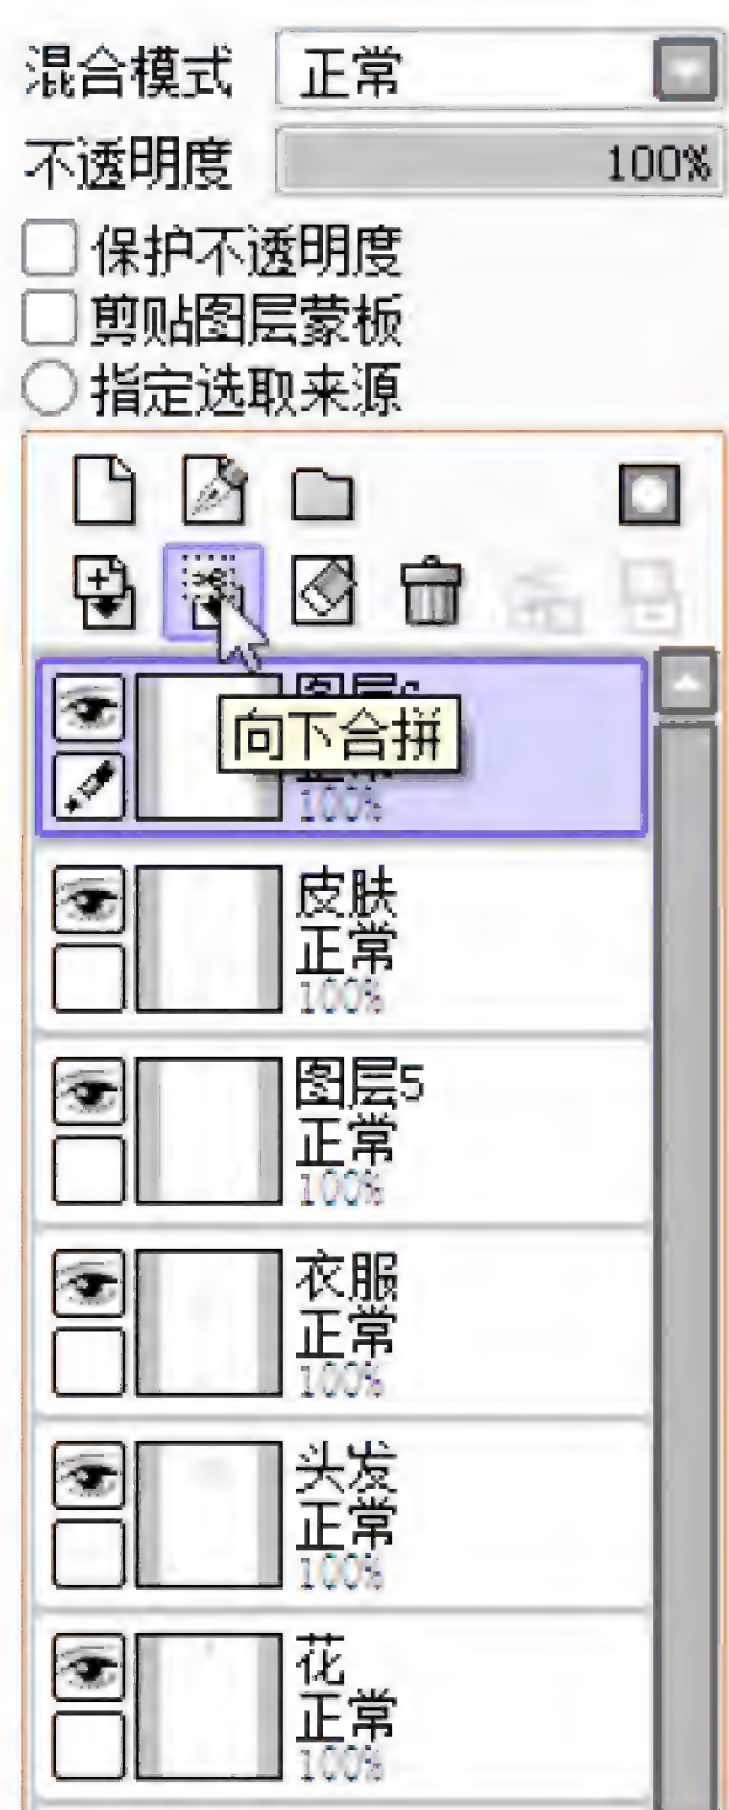 混合模式 正常
不透明度 100%
保护不透明度
剪贴图层蒙板
指定选取来源
向下合拼
100%
皮肤
正常
100%
图层5
正常
100%
衣服
正常
100%
头发
正常
100%
花
正常
100%